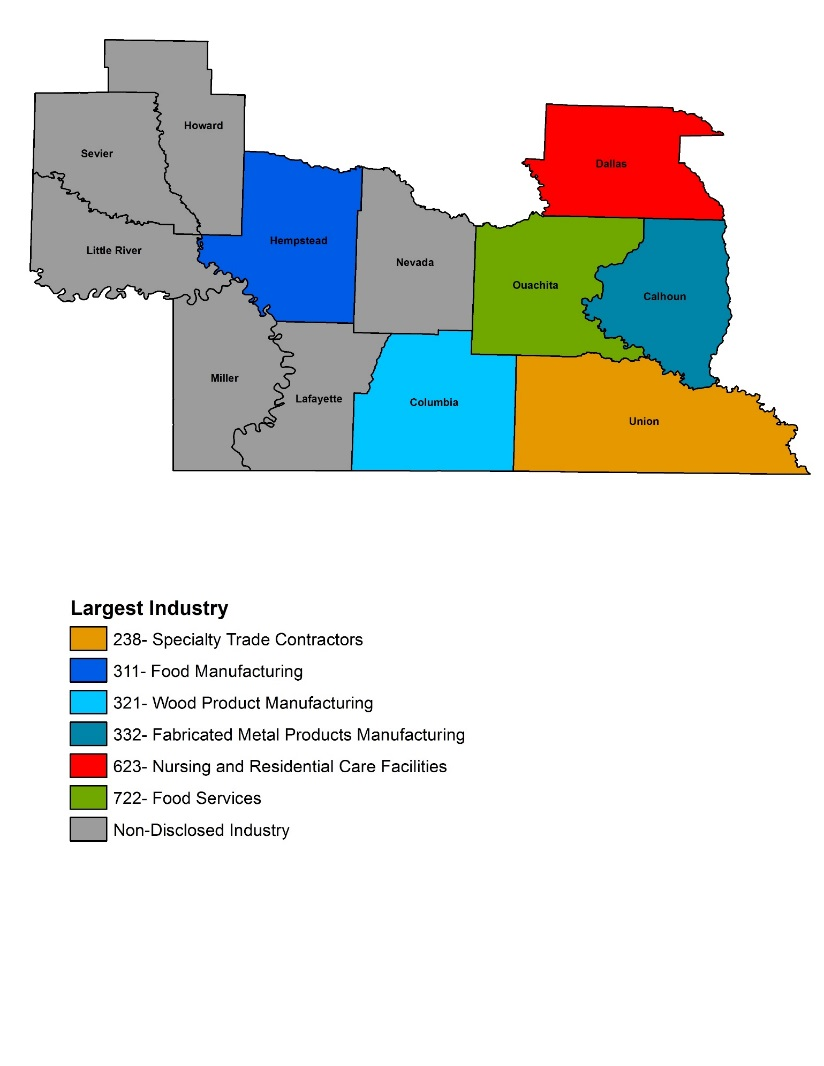 Howard
Sevier
Dallas
Little River
Hempstead
Nevada
Ouachita
Calhoun
Miller
Lafayette
Columbia
Union
Largest Industry
238- Specialty Trade Contractors
311- Food Manufacturing
321- Wood Product Manufacturing
332- Fabricated Metal Products Manufacturing
623- Nursing and Residential Care Facilities
722- Food Services
Non-Disclosed Industry